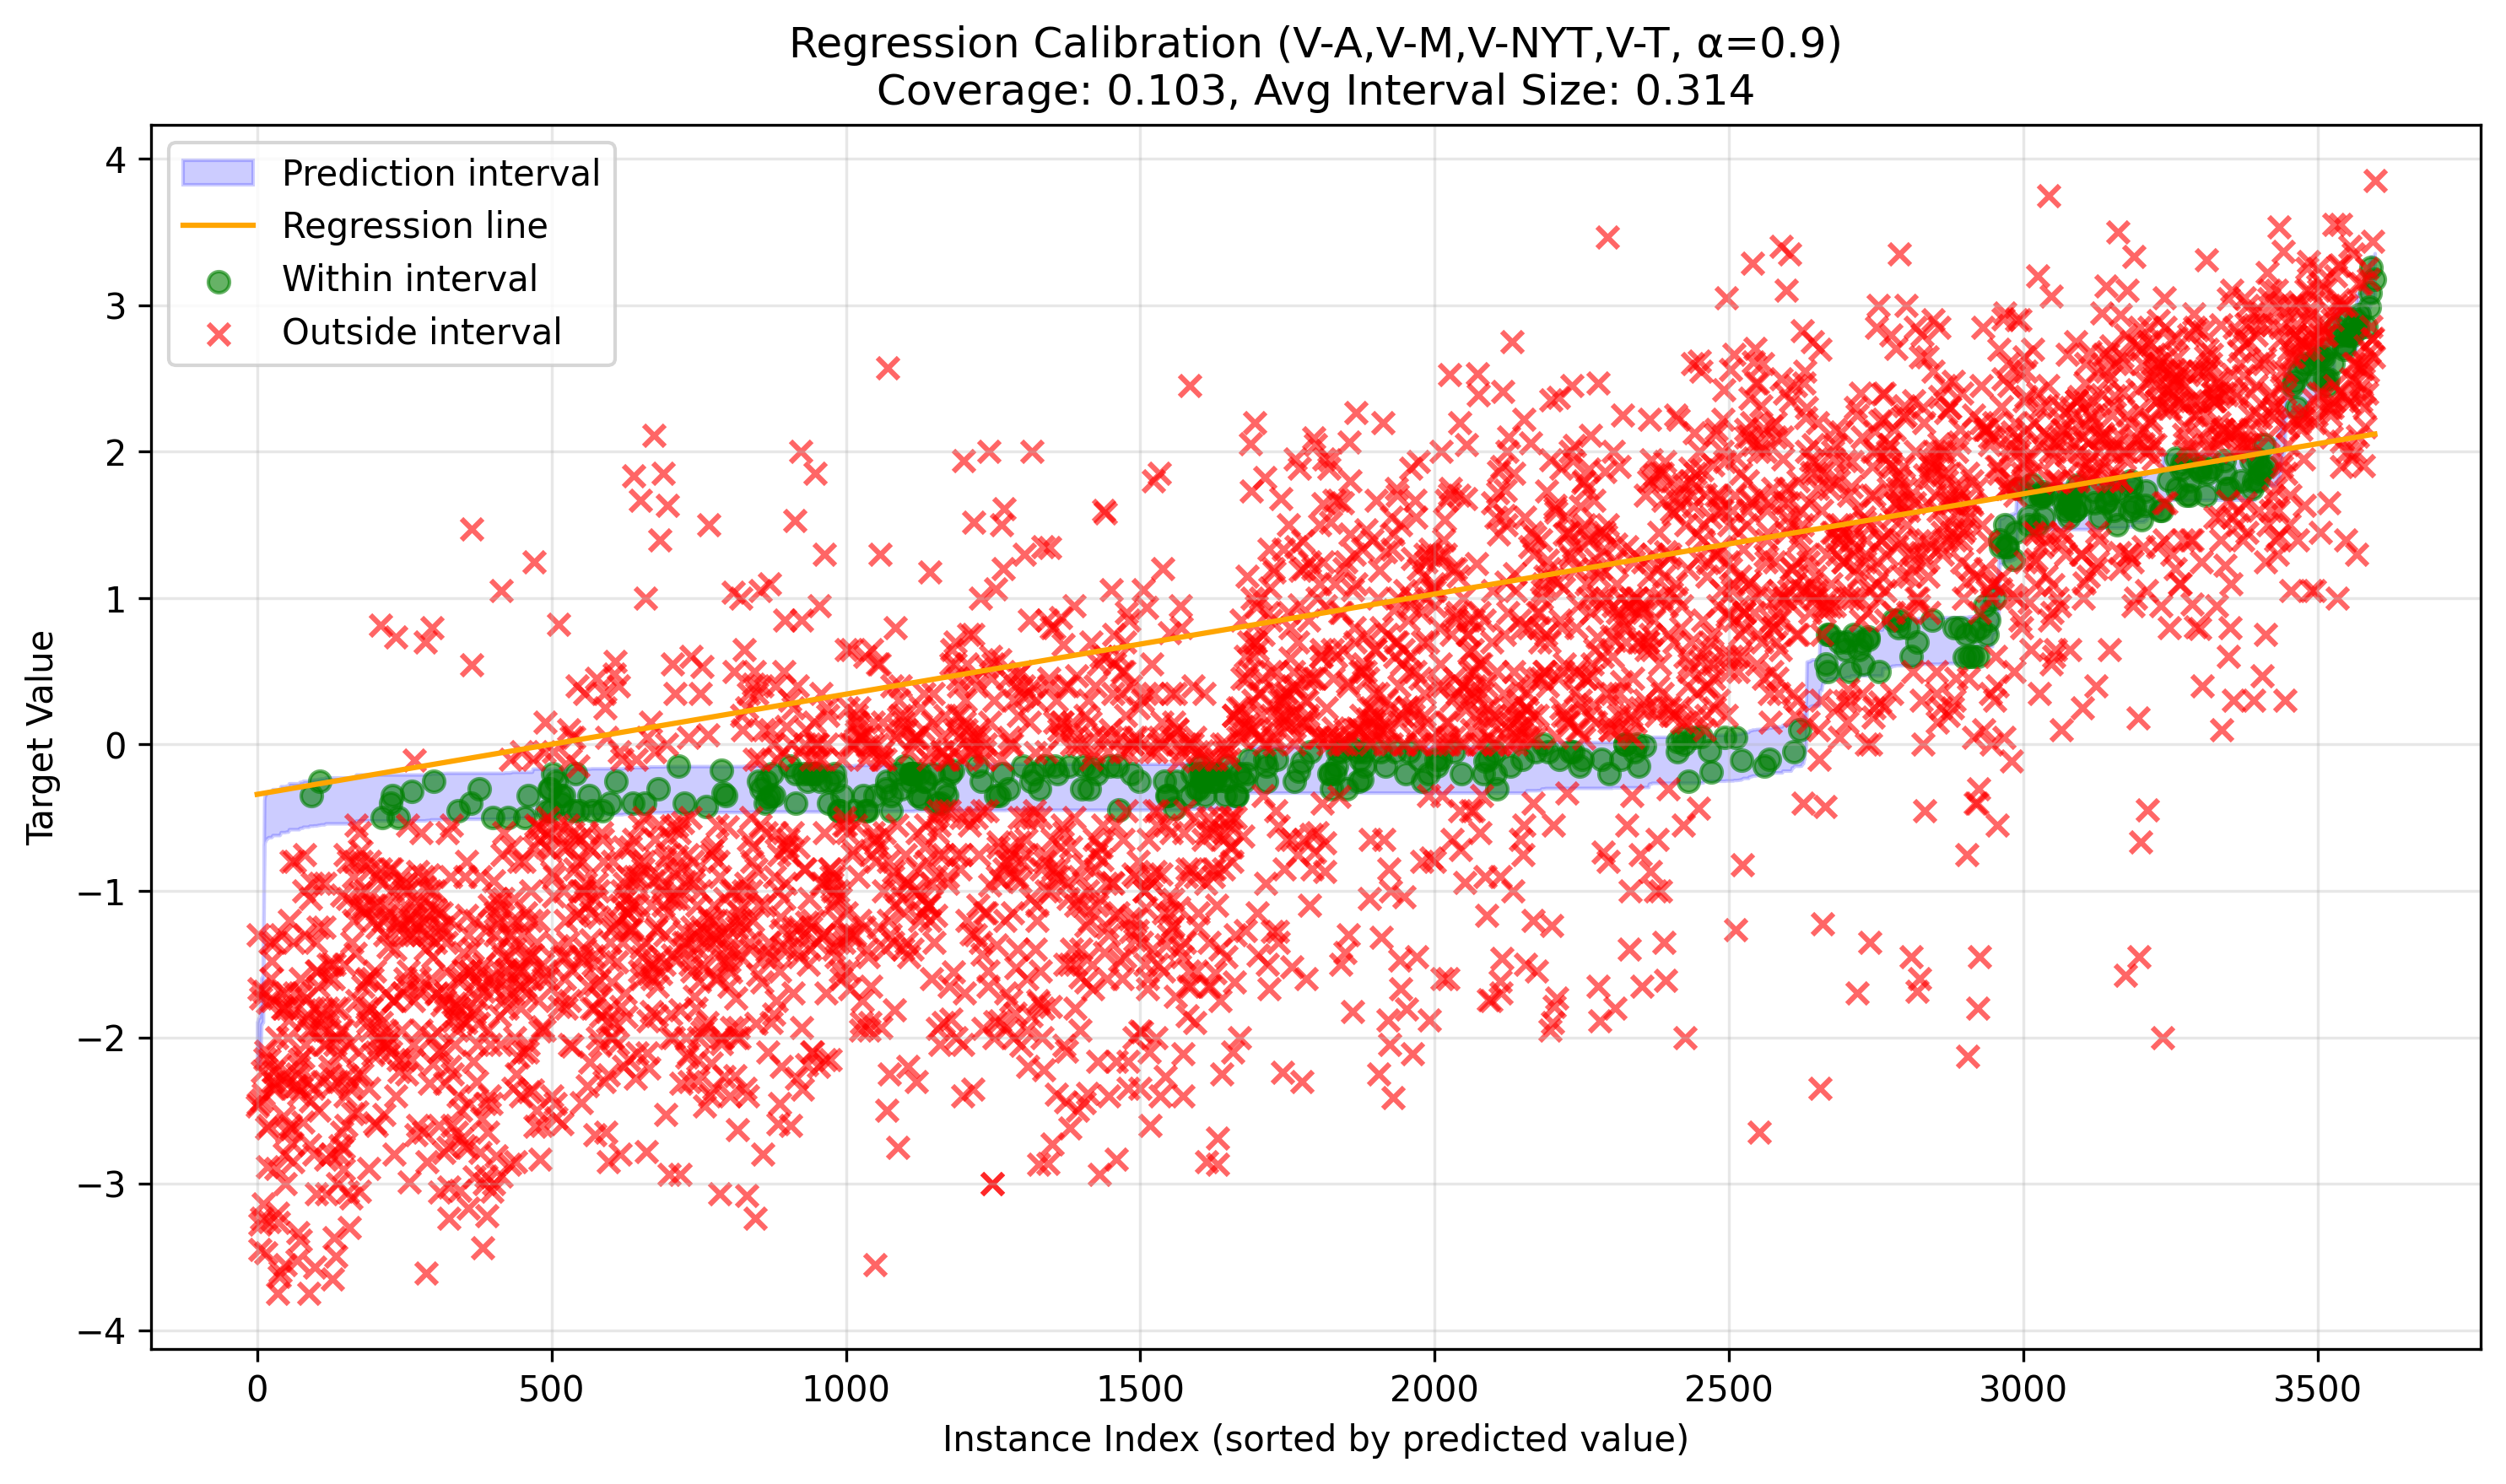 Regression Calibration (V-A,V-M,V-NYT,V-T, α=0.9)
Coverage: 0.103, Avg Interval Size: 0.314
Prediction interval
Regression line
Within interval
Outside interval
4
3
2
1
0
−1
−2
−3
−4
Target Value
0 500 1000 1500 2000 2500 3000 3500
Instance Index (sorted by predicted value)